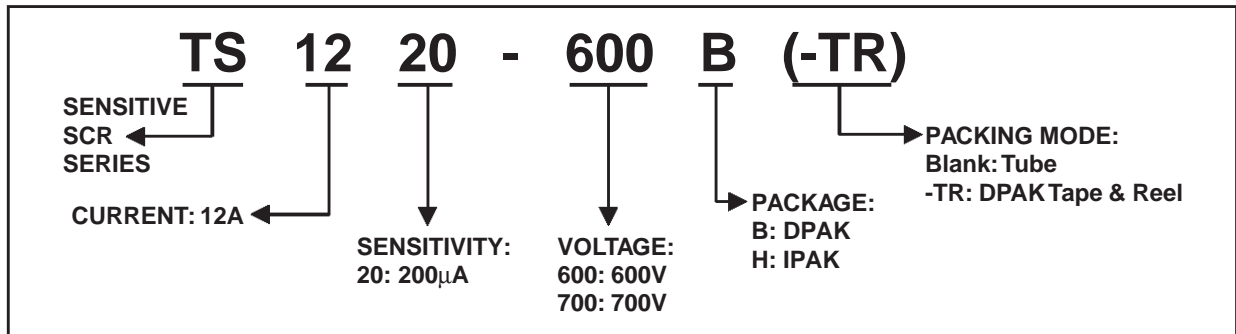 TS 12 20 - 600 B (-TR)
SENSITIVE
SCR
SERIES
CURRENT: 12A
SENSITIVITY:
20: 200μA
VOLTAGE:
600: 600V
700: 700V
PACKAGE:
B: DPAK
H: IPAK
PACKING MODE:
Blank: Tube
-TR: DPAK Tape & Reel